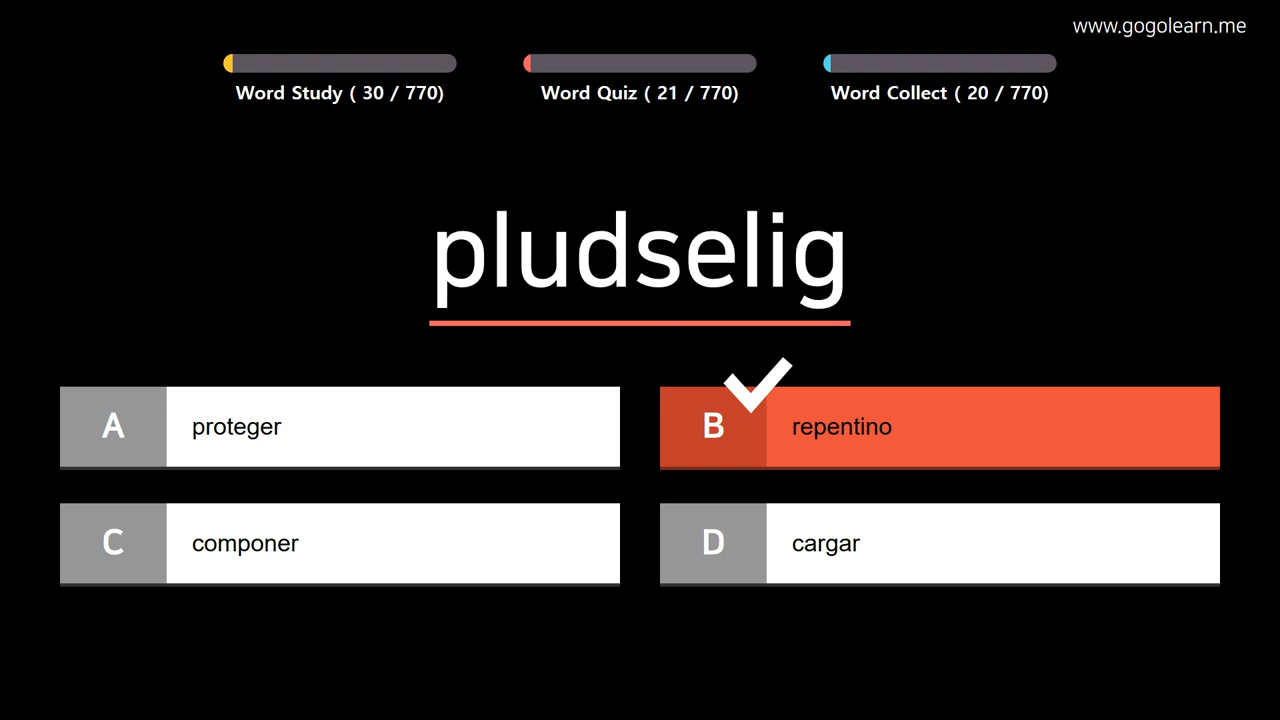 www.gogolearn.me
Word Study ( 30 / 770)
Word Quiz ( 21 / 770)
Word Collect ( 20 / 770)
pludselig
A proteger
B repentino
C componer
D cargar